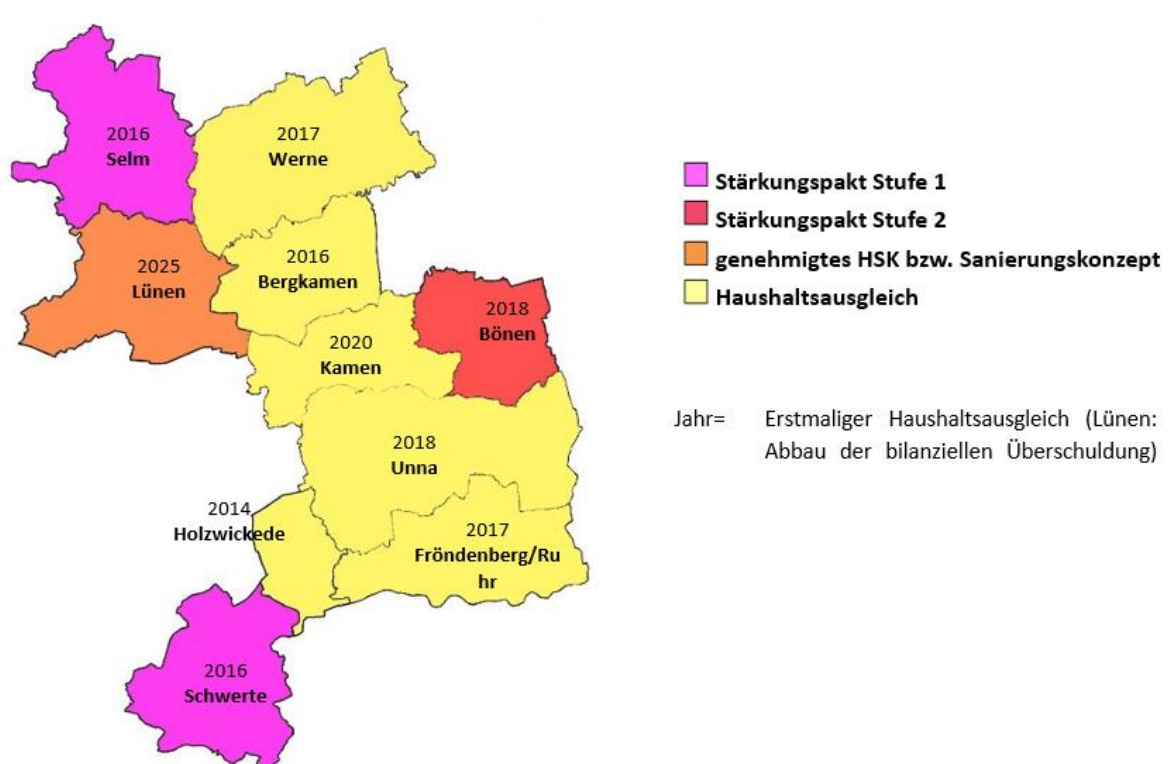 2016
Selm
2017
Werne
2025
Lünen
2016
Bergkamen
2018
Bönen
2020
Kamen
2018
Unna
2014
Holzwickede
2017
Fröndenberg/Ru
hr
2016
Schwerte
Stärkungspakt Stufe 1
Stärkungspakt Stufe 2
genehmigtes HSK bzw. Sanierungskonzept
Haushaltsausgleich
Jahr= Erstmaliger Haushaltsausgleich (Lünen:
Abbau der bilanziellen Überschuldung)